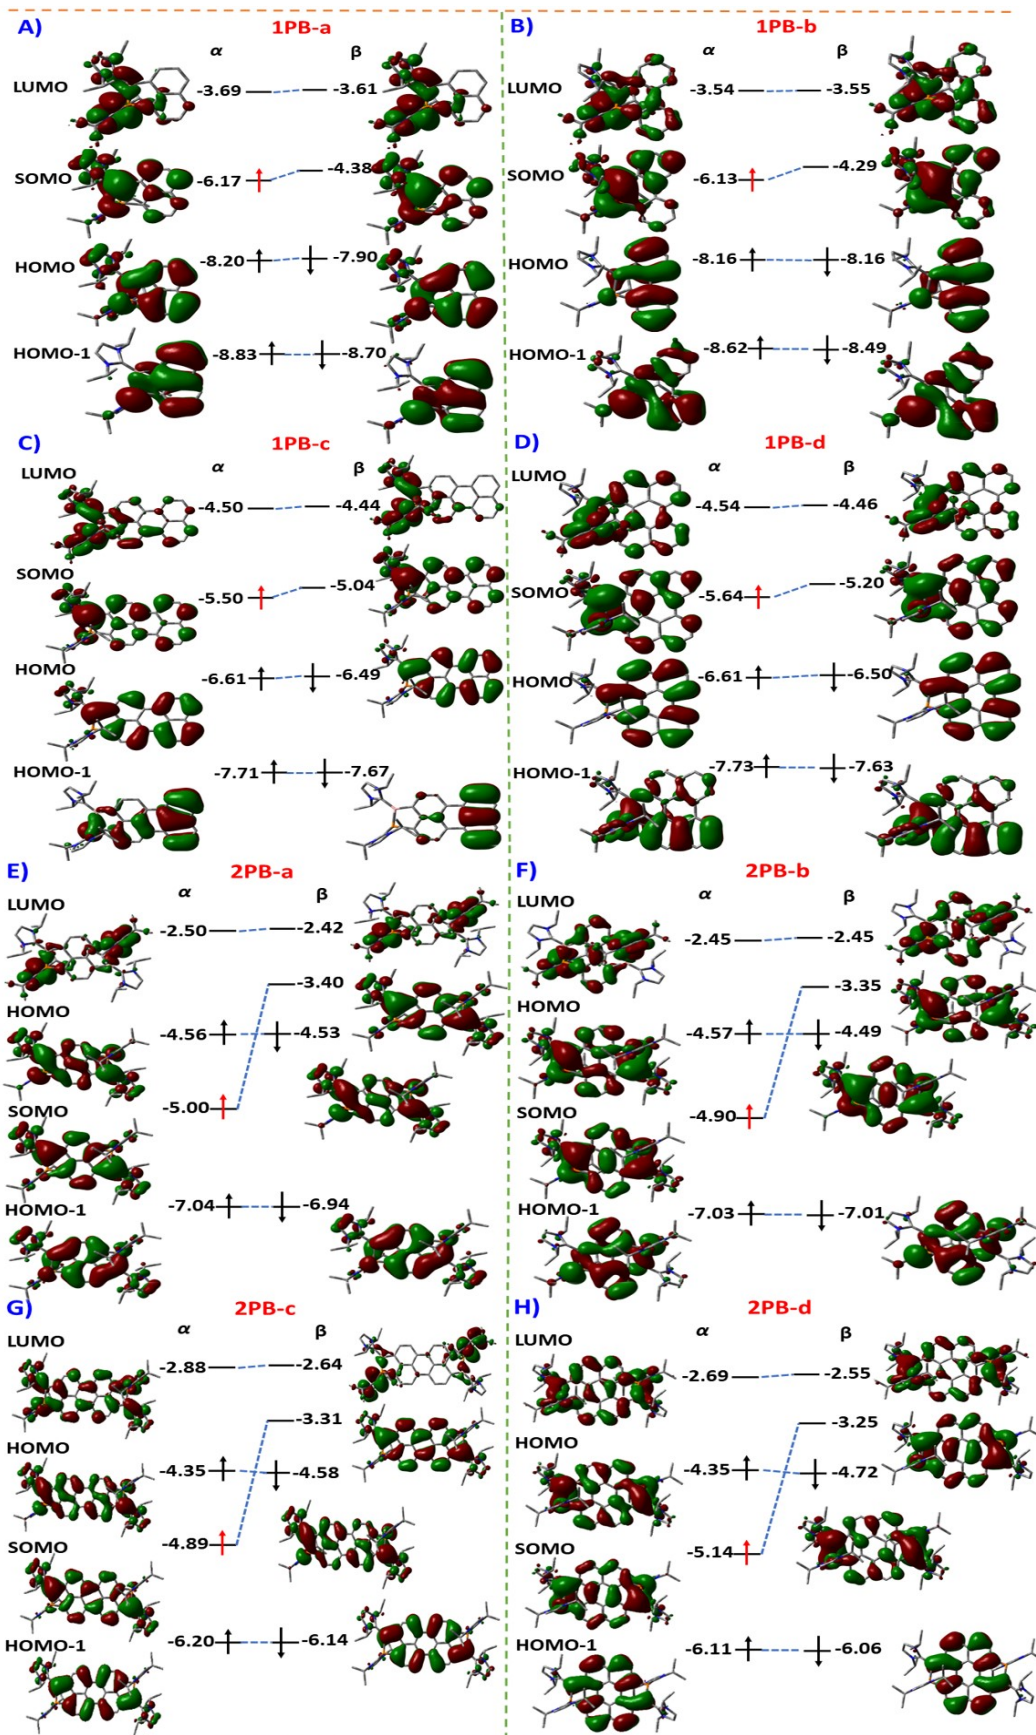 A) 1PB-a
α β
LUMO -3.69 -3.61
SOMO -6.17 -4.38
HOMO -8.20 -7.90
HOMO-1 -8.83 -8.70
B) 1PB-b
α β
LUMO -3.54 -3.55
SOMO -6.13 -4.29
HOMO -8.16 -8.16
HOMO-1 -8.62 -8.49
C) 1PB-c
α β
LUMO -4.50 -4.44
SOMO -5.50 -5.04
HOMO -6.61 -6.49
HOMO-1 -7.71 -7.67
D) 1PB-d
α β
LUMO -4.54 -4.46
SOMO -5.64 -5.20
HOMO -6.61 -6.50
HOMO-1 -7.73 -7.63
E) 2PB-a
α β
LUMO -2.50 -2.42
-3.40
HOMO -4.56 -4.53
SOMO -5.00
HOMO-1 -7.04 -6.94
F) 2PB-b
α β
LUMO -2.45 -2.45
-3.35
HOMO -4.57 -4.49
SOMO -4.90
HOMO-1 -7.03 -7.01
G) 2PB-c
α β
LUMO -2.88 -2.64
-3.31
HOMO -4.35 -4.58
SOMO -4.89
HOMO-1 -6.20 -6.14
H) 2PB-d
α β
LUMO -2.69 -2.55
-3.25
HOMO -4.35 -4.72
SOMO -5.14
HOMO-1 -6.11 -6.06